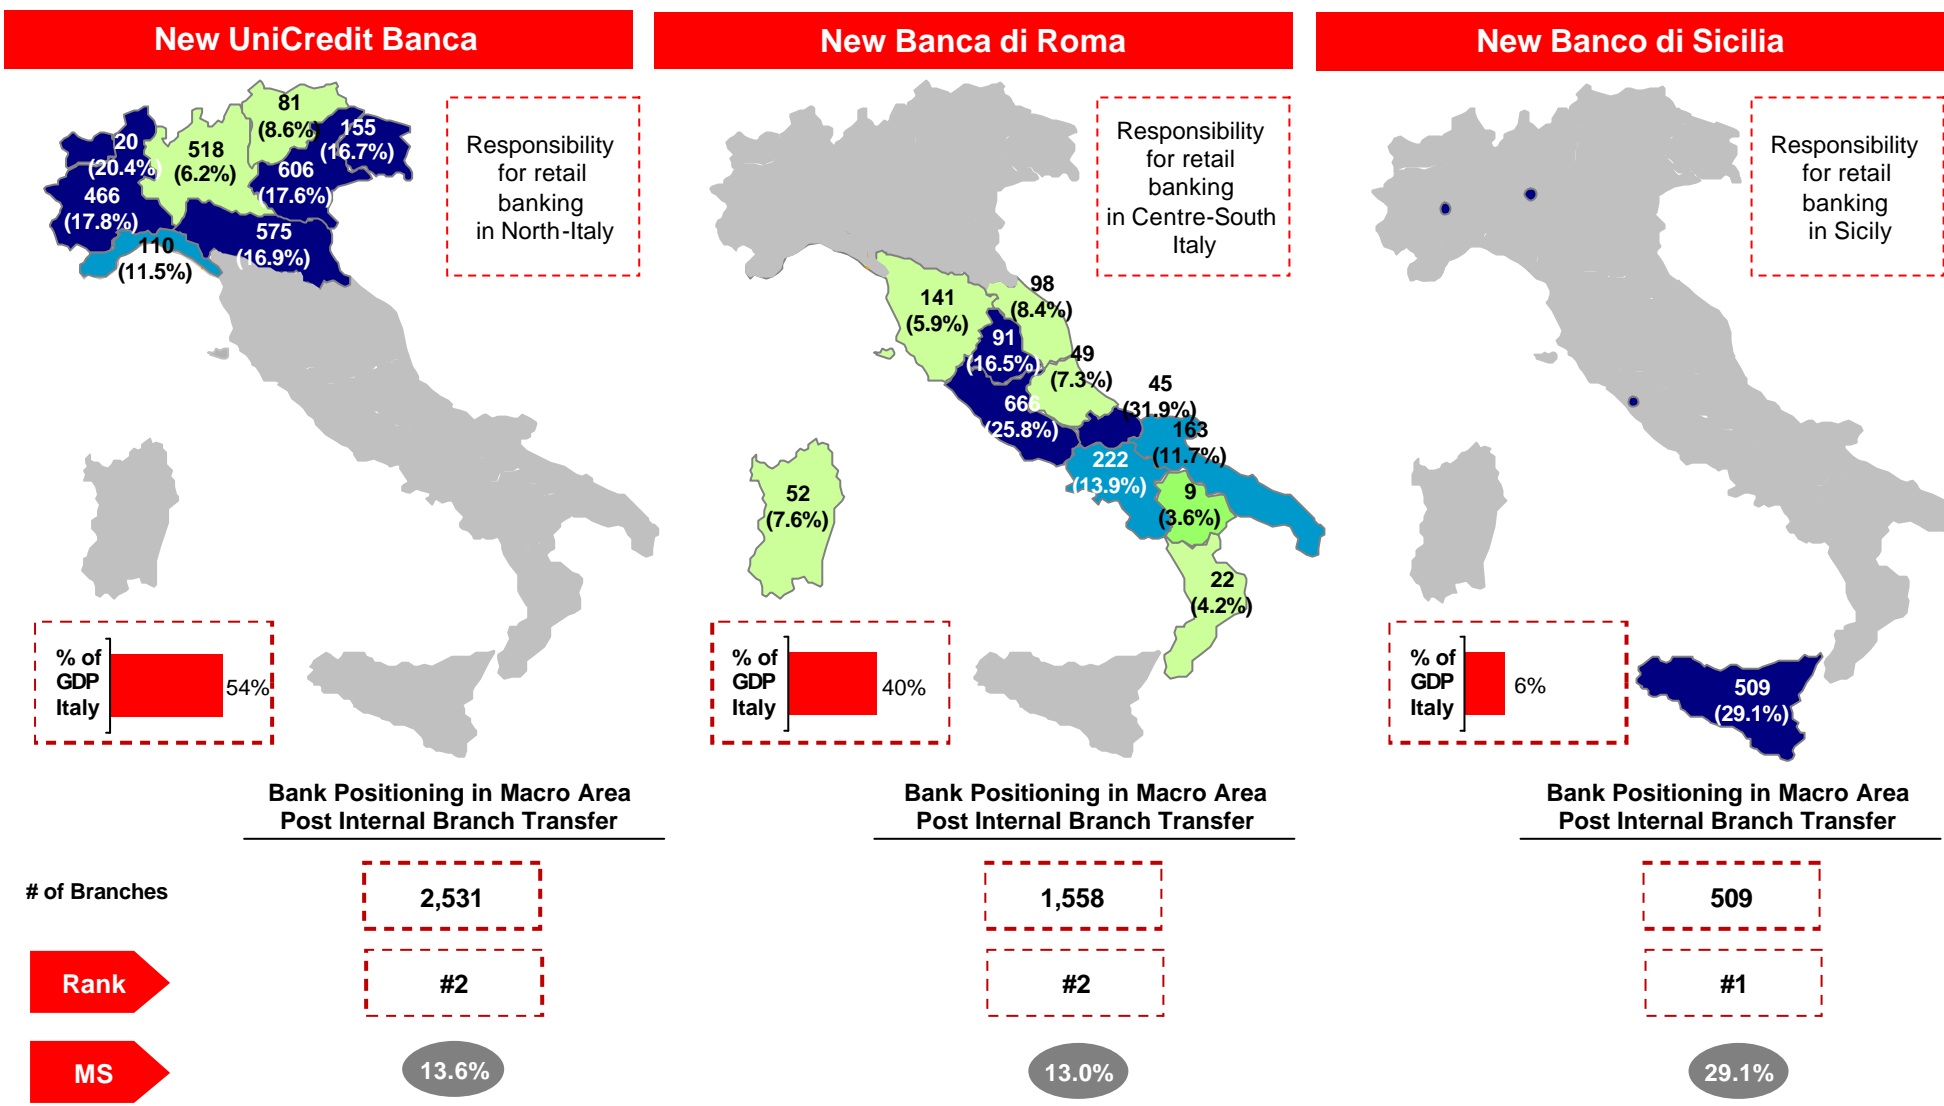 New UniCredit Banca
New Banca di Roma
New Banco di Sicilia
81
(8.6%)
155
(16.7%)
20
(20.4%)
518
(6.2%)
606
(17.6%)
466
(17.8%)
575
(16.9%)
110
(11.5%)
Responsibility
for retail
banking
in North-Italy
% of
GDP
Italy
54%
Responsibility
for retail
banking
in Centre-South
Italy
141
(5.9%)
98
(8.4%)
91
(16.5%)
49
(7.3%)
45
(31.9%)
666
(25.8%)
163
(11.7%)
222
(13.9%)
9
(3.6%)
52
(7.6%)
22
(4.2%)
% of
GDP
Italy
40%
Responsibility
for retail
banking
in Sicily
% of
GDP
Italy
6%
509
(29.1%)
Bank Positioning in Macro Area
Post Internal Branch Transfer
Bank Positioning in Macro Area
Post Internal Branch Transfer
Bank Positioning in Macro Area
Post Internal Branch Transfer
# of Branches
2,531
1,558
509
Rank
#2
#2
#1
MS
13.6%
13.0%
29.1%